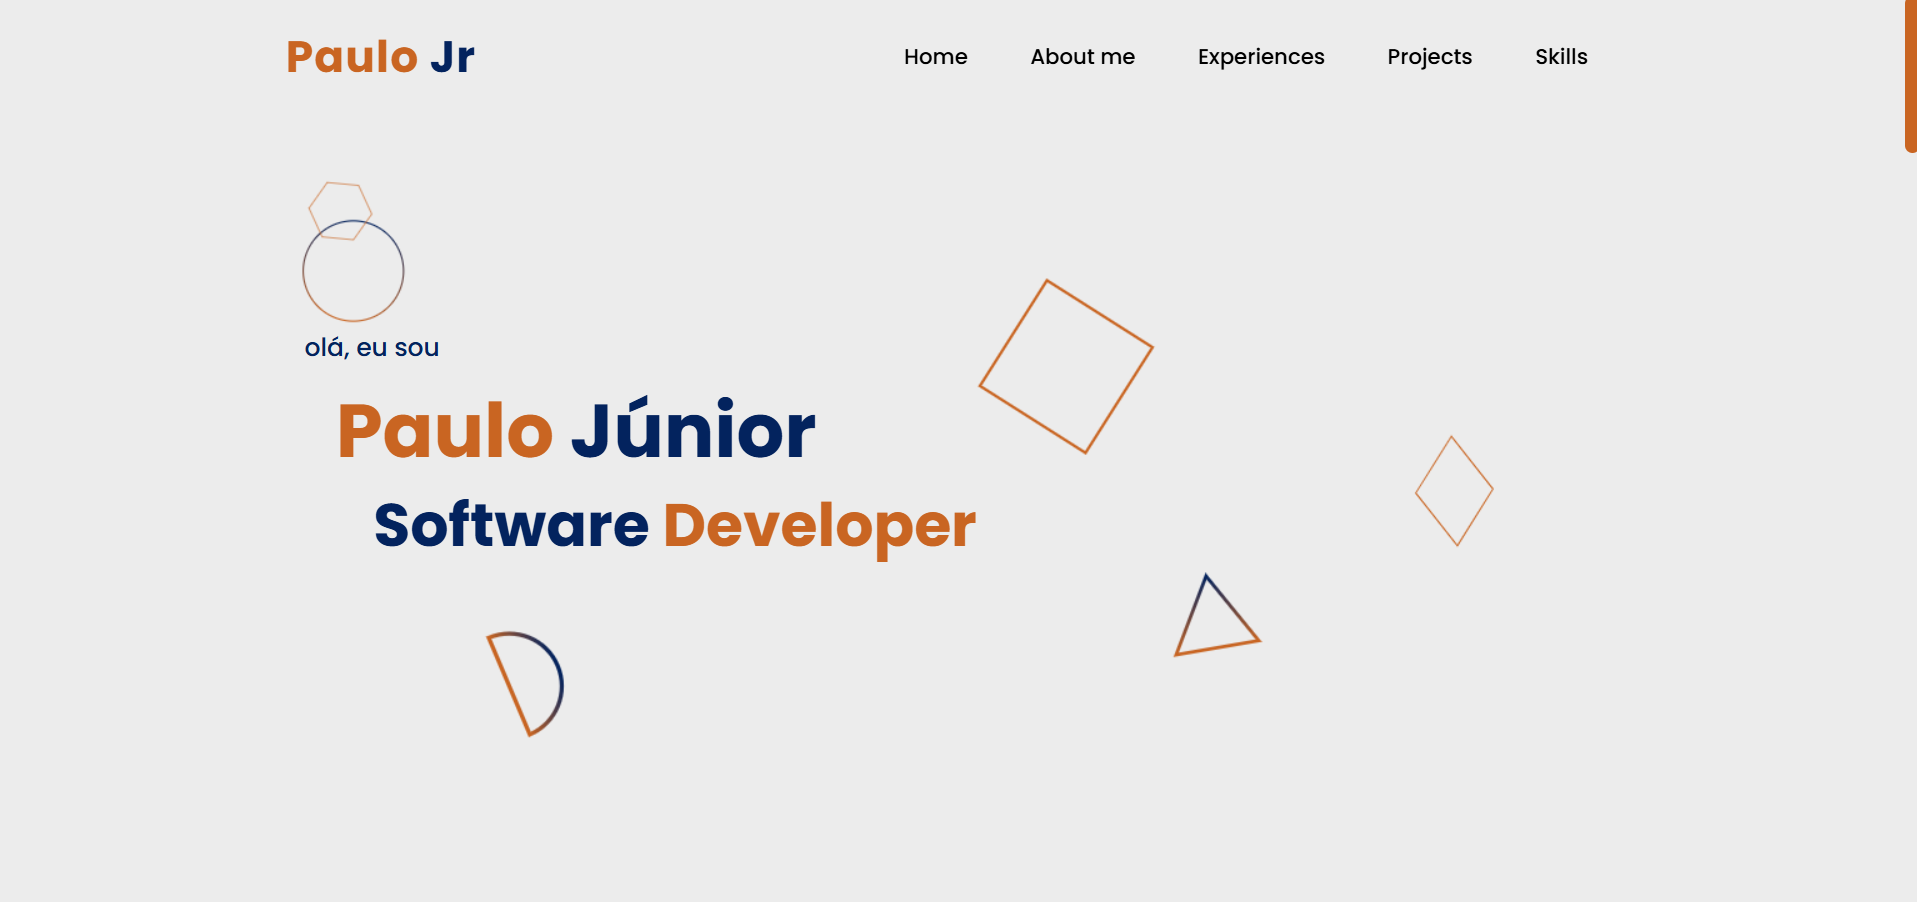 Paulo Jr
Home About me Experiences Projects Skills
olá, eu sou
Paulo Júnior
Software Developer